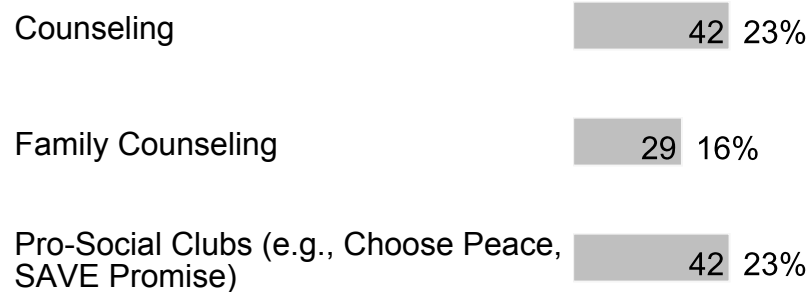 Counseling 42 23%
Family Counseling 29 16%
Pro-Social Clubs (e.g., Choose Peace,
SAVE Promise) 42 23%